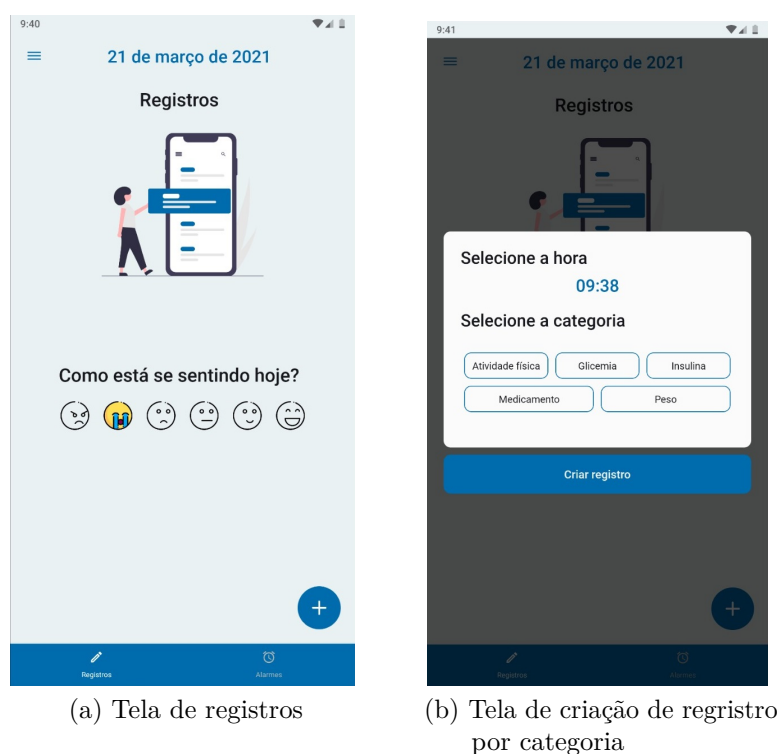 9:40
21 de março de 2021
Registros
Como está se sentindo hoje?
+
Registros
Alarmes
(a) Tela de registros
9:41
21 de março de 2021
Registros
Selecione a hora
09:38
Selecione a categoria
Atividade física
Glicemia
Insulina
Medicamento
Peso
Criar registro
+
Registros
Alarmes
(b) Tela de criação de regristro
por categoria